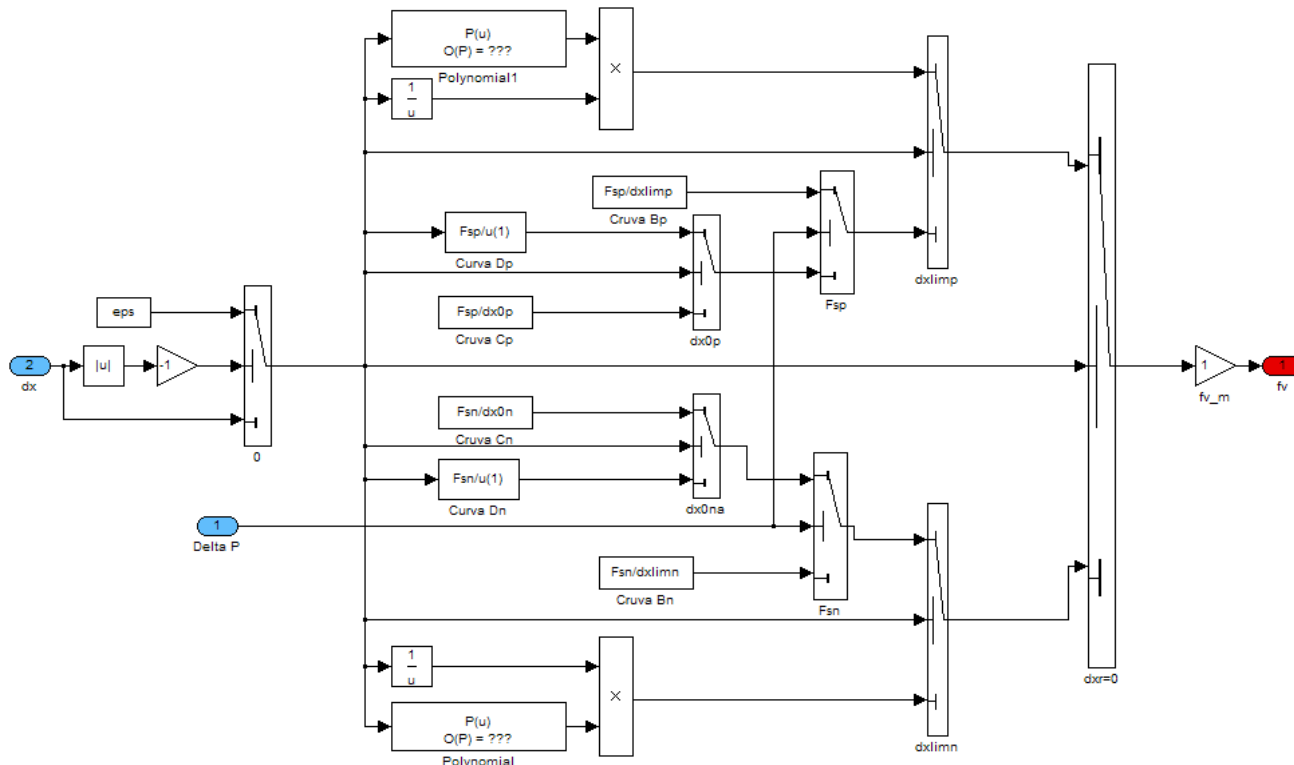 P(u)
O(P) = ???
Polynomial1
×
1
u
Fsp/dxlimp
Cruva Bp
Fsp/u(1)
Curva Dp
Fsp
dxlimp
eps
Fsp/dx0p
Cruva Cp
dx0p
2
dx
|u|
-1
0
1
fv_m
1
fv
Fsn/dx0n
Cruva Cn
Fsn/u(1)
Curva Dn
dx0na
1
Delta P
Fsn/dxlimn
Cruva Bn
Fsn
1
u
×
P(u)
O(P) = ???
Polynomial
dxlimn
dxr=0